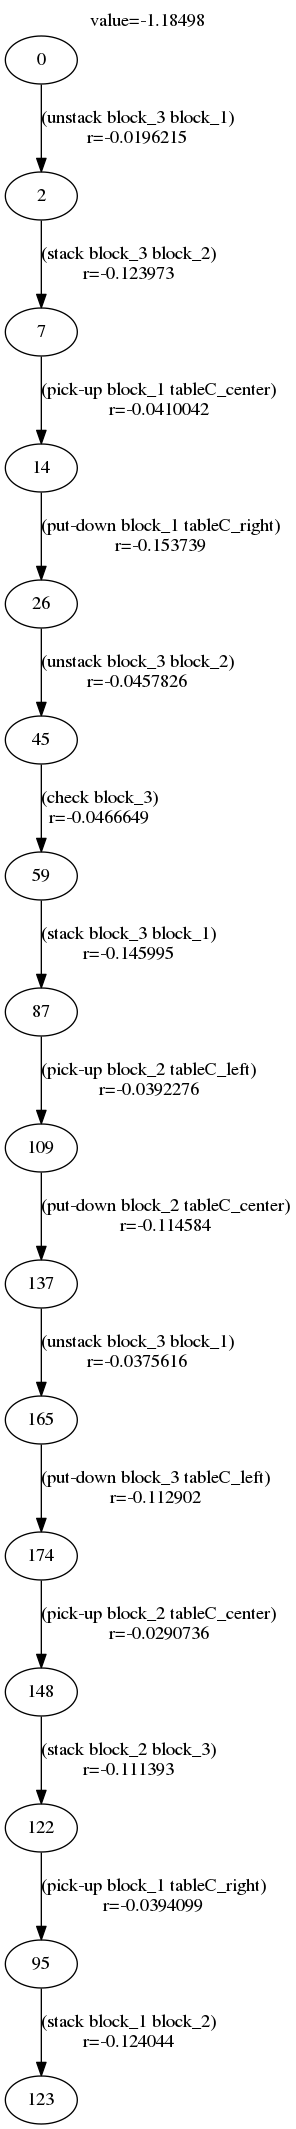 value=-1.18498
0
(unstack block_3 block_1)
r=-0.0196215
2
(stack block_3 block_2)
r=-0.123973
7
(pick-up block_1 tableC_center)
r=-0.0410042
14
(put-down block_1 tableC_right)
r=-0.153739
26
(unstack block_3 block_2)
r=-0.0457826
45
(check block_3)
r=-0.0466649
59
(stack block_3 block_1)
r=-0.145995
87
(pick-up block_2 tableC_left)
r=-0.0392276
109
(put-down block_2 tableC_center)
r=-0.114584
137
(unstack block_3 block_1)
r=-0.0375616
165
(put-down block_3 tableC_left)
r=-0.112902
174
(pick-up block_2 tableC_center)
r=-0.0290736
148
(stack block_2 block_3)
r=-0.111393
122
(pick-up block_1 tableC_right)
r=-0.0394099
95
(stack block_1 block_2)
r=-0.124044
123